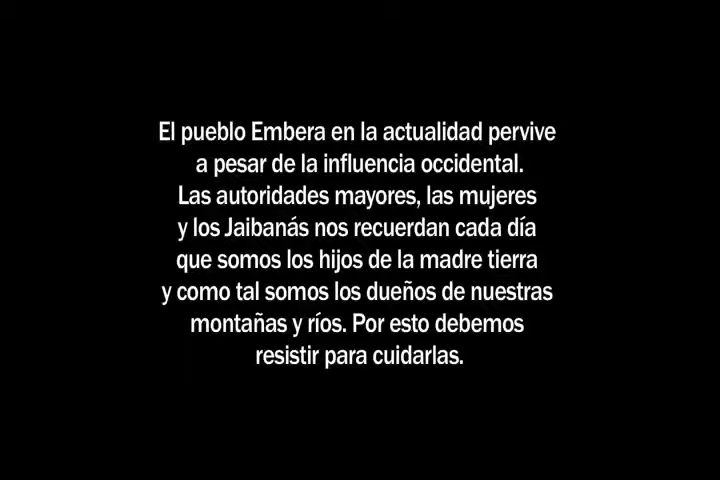 El pueblo Embera en la actualidad pervive
a pesar de la influencia occidental.
Las autoridades mayores, las mujeres
y los Jaibanás nos recuerdan cada día
que somos los hijos de la madre tierra
y como tal somos los dueños de nuestras
montañas y ríos. Por esto debemos
resistir para cuidarlas.